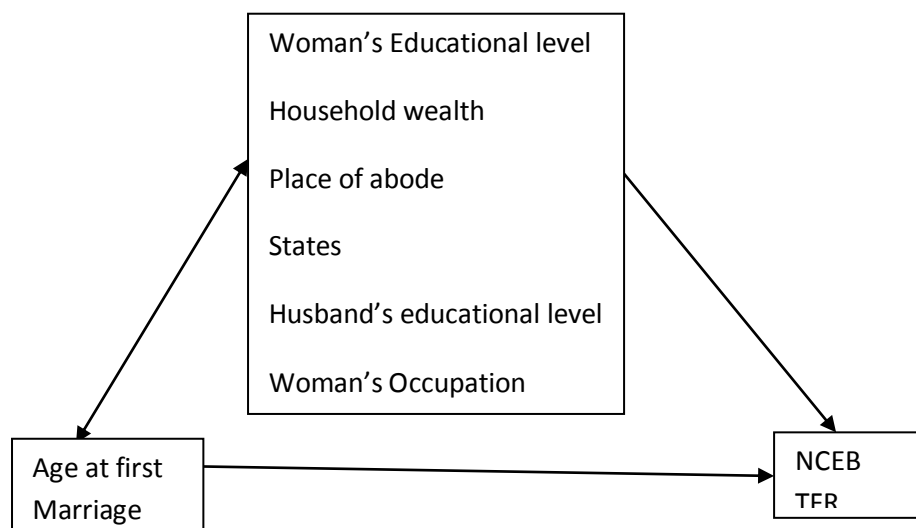 Woman’s Educational level
Household wealth
Place of abode
States
Husband’s educational level
Woman’s Occupation
Age at first
Marriage
NCEB
TFR